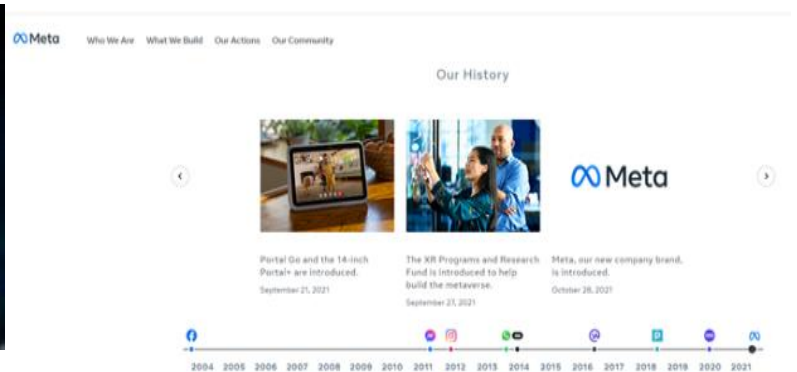 Meta
Who We Are
What We Build
Our Actions
Our Community
Our History
Meta
Portal Go and the 14-inch
Portal+ are introduced.
September 21, 2021
The XR Programs and Research
Fund is introduced to help
build the metaverse.
September 27, 2021
Meta, our new company brand,
is introduced.
October 28, 2021
2004 2005 2006 2007 2008 2009 2010 2011 2012 2013 2014 2015 2016 2017 2018 2019 2020 2021